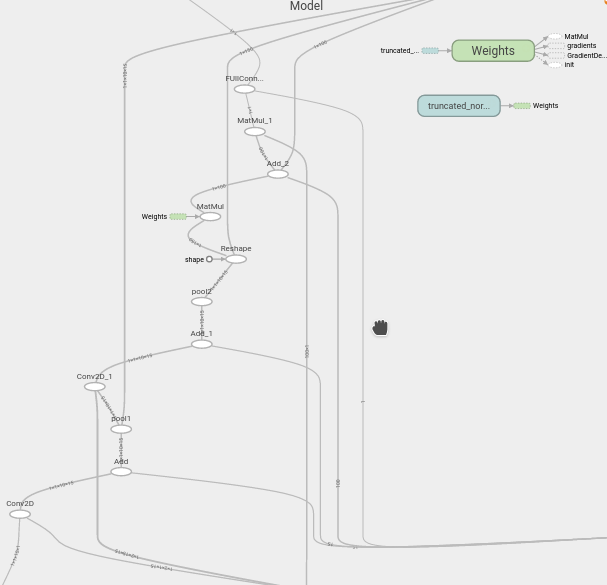 Model
MatMul
gradients
truncated_...
Weights
GradientDe...
init
FUllConn...
truncated_nor...
Weights
MatMul_1
Add_2
MatMul
Weights
Reshape
shape
pool2
Add_1
Conv2D_1
pool1
Add
Conv2D